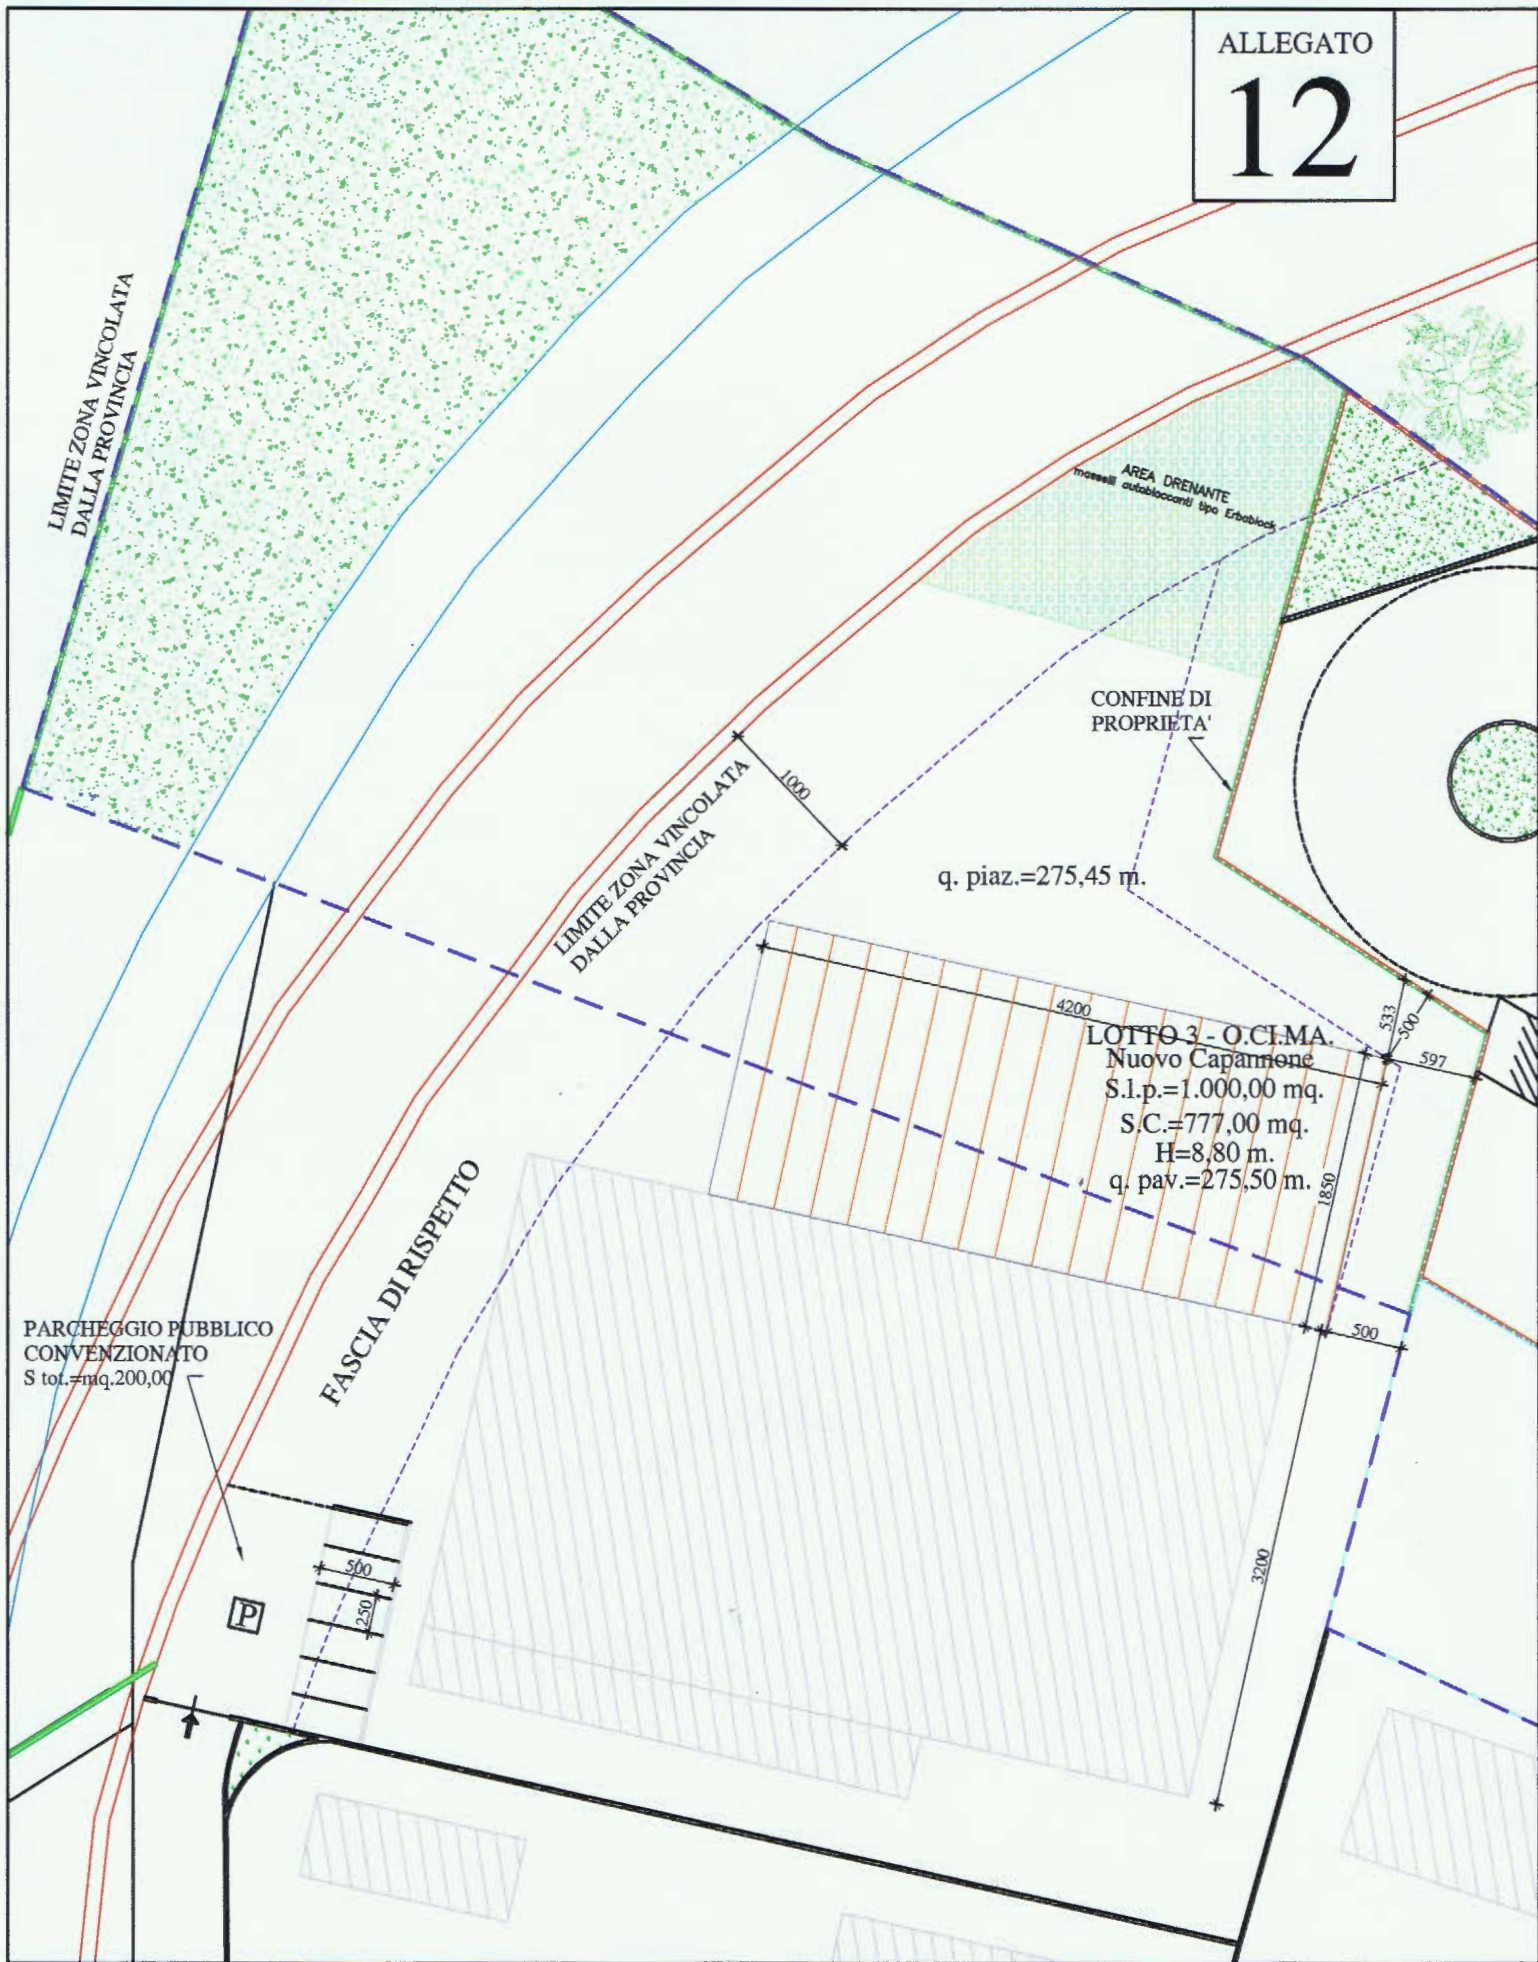 ALLEGATO
12
LIMITE ZONA VINCOLATA
DALLA PROVINCIA
AREA DRENANTE
masselli autobloccanti tipo Erbablock
CONFINE DI
PROPRIETA'
1000
LIMITE ZONA VINCOLATA
DALLA PROVINCIA
q. piaz.=275,45 m.
4200
533
500
597
LOTTO 3 - O.CI.MA.
Nuovo Capannone
S.l.p.=1.000,00 mq.
S.C.=777,00 mq.
H=8,80 m.
q. pav.=275,50 m.
1850
500
FASCIA DI RISPETTO
PARCHEGGIO PUBBLICO
CONVENZIONATO
S tot.=mq.200,00
500
250
3200
P